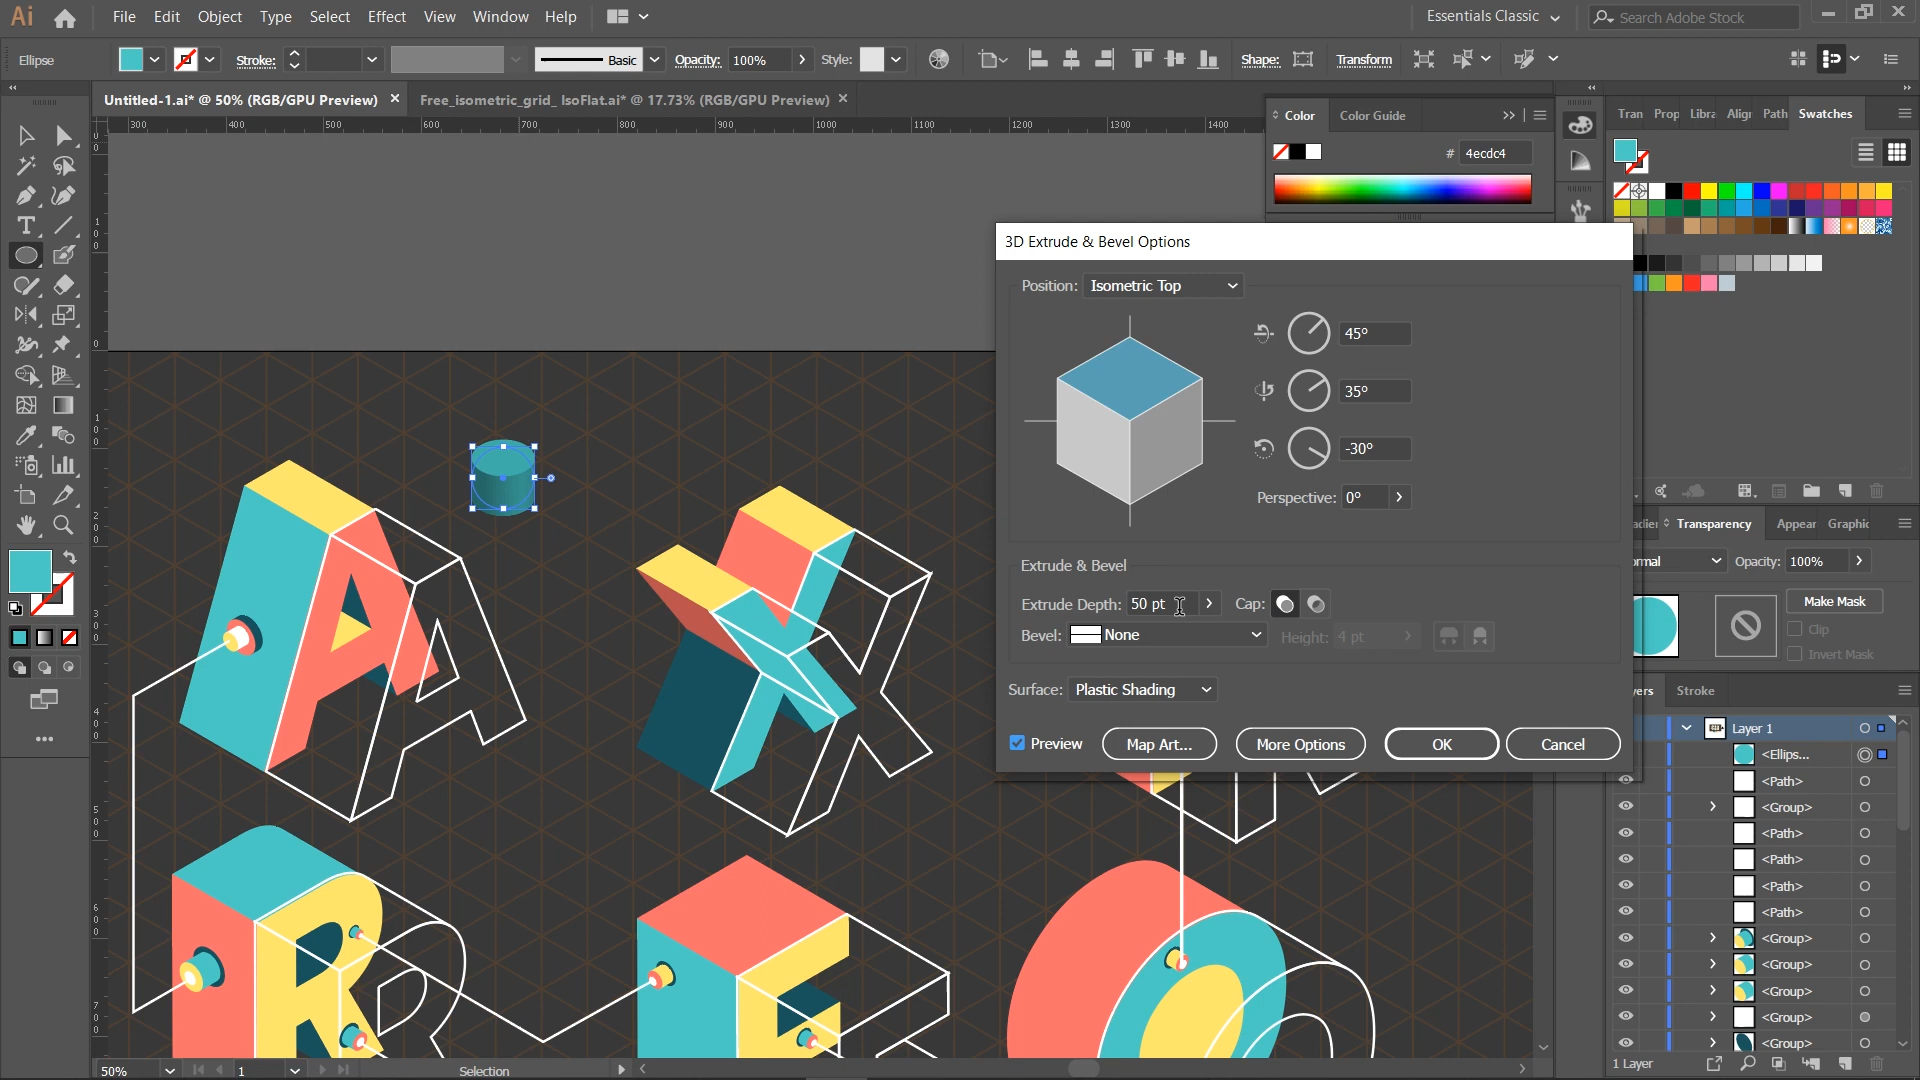 Ai File Edit Object Type Select Effect View Window Help Essentials Classic Search Adobe Stock
Ellipse Stroke: Basic Opacity: 100% Style: Shape: Transform
Untitled-1.ai* @ 50% (RGB/GPU Preview) Free_isometric_grid_ IsoFlat.ai* @ 17.73% (RGB/GPU Preview)
300 400 500 600 700 800 900 1000 1100 1200 1300 1400
Color Color Guide
Tran Prop Libra Align Path Swatches
# 4ecdc4
3D Extrude & Bevel Options
Position: Isometric Top
45°
35°
-30°
Perspective: 0°
Extrude & Bevel
Extrude Depth: 50 pt Cap:
Bevel: None Height: 4 pt
Surface: Plastic Shading
Preview Map Art... More Options OK Cancel
Transparency Appear Graphic
Opacity: 100%
Make Mask
Clip
Invert Mask
Stroke
Layer 1
<Ellips...
<Path>
<Group>
<Path>
<Path>
<Path>
<Path>
<Group>
<Group>
<Group>
<Group>
<Group>
1 Layer
50% 1 Selection
A X
R E O